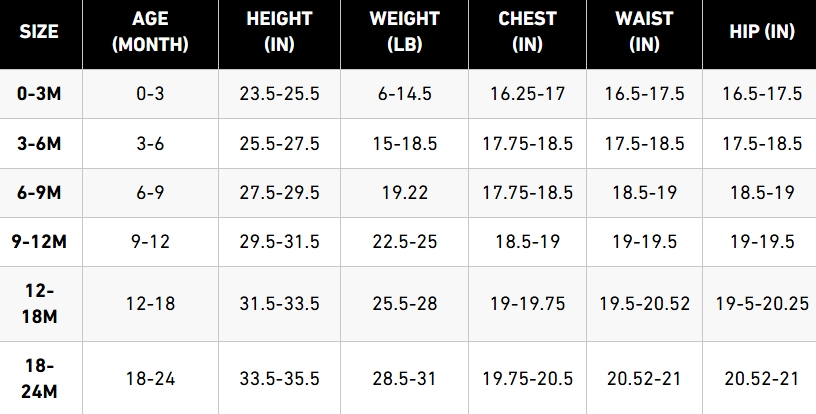 SIZE AGE (MONTH) HEIGHT (IN) WEIGHT (LB) CHEST (IN) WAIST (IN) HIP (IN)
0-3M 0-3 23.5-25.5 6-14.5 16.25-17 16.5-17.5 16.5-17.5
3-6M 3-6 25.5-27.5 15-18.5 17.75-18.5 17.5-18.5 17.5-18.5
6-9M 6-9 27.5-29.5 19.22 17.75-18.5 18.5-19 18.5-19
9-12M 9-12 29.5-31.5 22.5-25 18.5-19 19-19.5 19-19.5
12-18M 12-18 31.5-33.5 25.5-28 19-19.75 19.5-20.52 19-5-20.25
18-24M 18-24 33.5-35.5 28.5-31 19.75-20.5 20.52-21 20.52-21